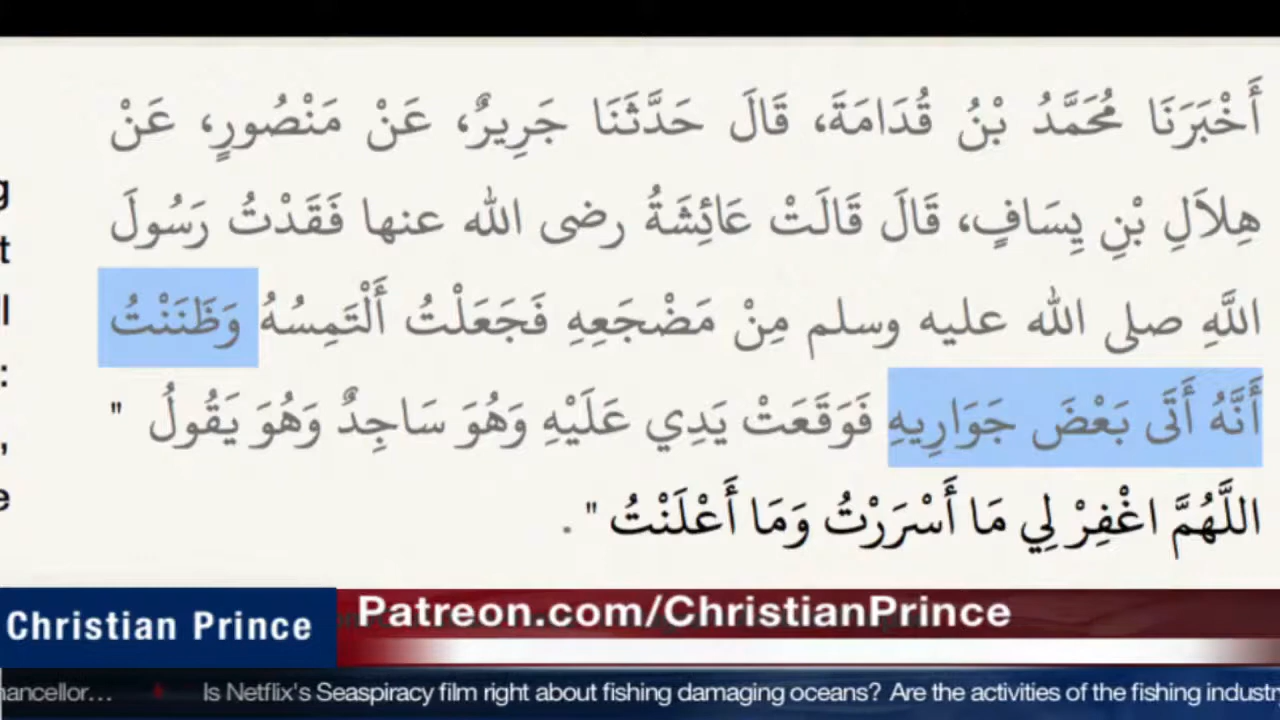 أَخْبَرَنَا مُحَمَّدُ بْنُ قُدَامَةَ، قَالَ حَدَّثَنَا جَرِيرٌ، عَنْ مَنْصُورٍ، عَنْ
هِلاَلِ بْنِ يِسَافٍ، قَالَ قَالَتْ عَائِشَةُ رضى الله عنها فَقَدْتُ رَسُولَ
اللَّهِ صلى الله عليه وسلم مِنْ مَضْجَعِهِ فَجَعَلْتُ أَلْتَمِسُهُ وَظَنَنْتُ
أَنَّهُ أَتَى بَعْضَ جَوَارِيهِ فَوَقَعَتْ يَدِي عَلَيْهِ وَهُوَ سَاجِدٌ وَهُوَ يَقُولُ "
اللَّهُمَّ اغْفِرْ لِي مَا أَسْرَرْتُ وَمَا أَعْلَنْتُ " .
g
t
l
:
,
e
Christian Prince
Patreon.com/ChristianPrince
hancellor... Is Netflix's Seaspiracy film right about fishing damaging oceans? Are the activities of the fishing industr